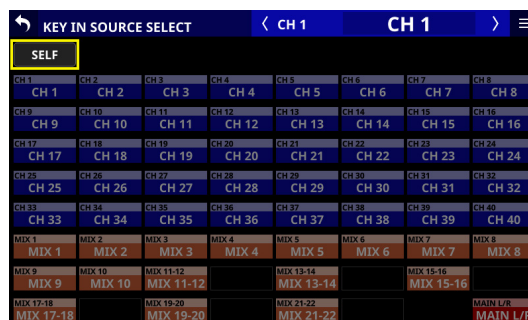 KEY IN SOURCE SELECT CH 1 CH 1
SELF
CH 1 CH 2 CH 3 CH 4 CH 5 CH 6 CH 7 CH 8
CH 1 CH 2 CH 3 CH 4 CH 5 CH 6 CH 7 CH 8
CH 9 CH 10 CH 11 CH 12 CH 13 CH 14 CH 15 CH 16
CH 9 CH 10 CH 11 CH 12 CH 13 CH 14 CH 15 CH 16
CH 17 CH 18 CH 19 CH 20 CH 21 CH 22 CH 23 CH 24
CH 17 CH 18 CH 19 CH 20 CH 21 CH 22 CH 23 CH 24
CH 25 CH 26 CH 27 CH 28 CH 29 CH 30 CH 31 CH 32
CH 25 CH 26 CH 27 CH 28 CH 29 CH 30 CH 31 CH 32
CH 33 CH 34 CH 35 CH 36 CH 37 CH 38 CH 39 CH 40
CH 33 CH 34 CH 35 CH 36 CH 37 CH 38 CH 39 CH 40
MIX 1 MIX 2 MIX 3 MIX 4 MIX 5 MIX 6 MIX 7 MIX 8
MIX 1 MIX 2 MIX 3 MIX 4 MIX 5 MIX 6 MIX 7 MIX 8
MIX 9 MIX 10 MIX 11-12 MIX 13-14 MIX 15-16
MIX 9 MIX 10 MIX 11-12 MIX 13-14 MIX 15-16
MIX 17-18 MIX 19-20 MIX 21-22 MAIN L/R
MIX 17-18 MIX 19-20 MIX 21-22 MAIN L/R